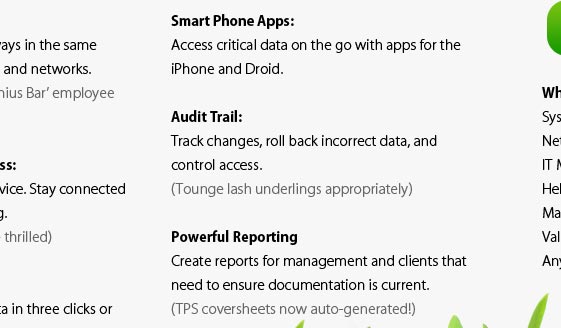 ways in the same
and networks.
nius Bar’ employee
ss:
vice. Stay connected
g.
thrilled)
ta in three clicks or
Smart Phone Apps:
Access critical data on the go with apps for the
iPhone and Droid.
Audit Trail:
Track changes, roll back incorrect data, and
control access.
(Tounge lash underlings appropriately)
Powerful Reporting
Create reports for management and clients that
need to ensure documentation is current.
(TPS coversheets now auto-generated!)
Wh
Sys
Net
IT M
Hel
Ma
Val
Any